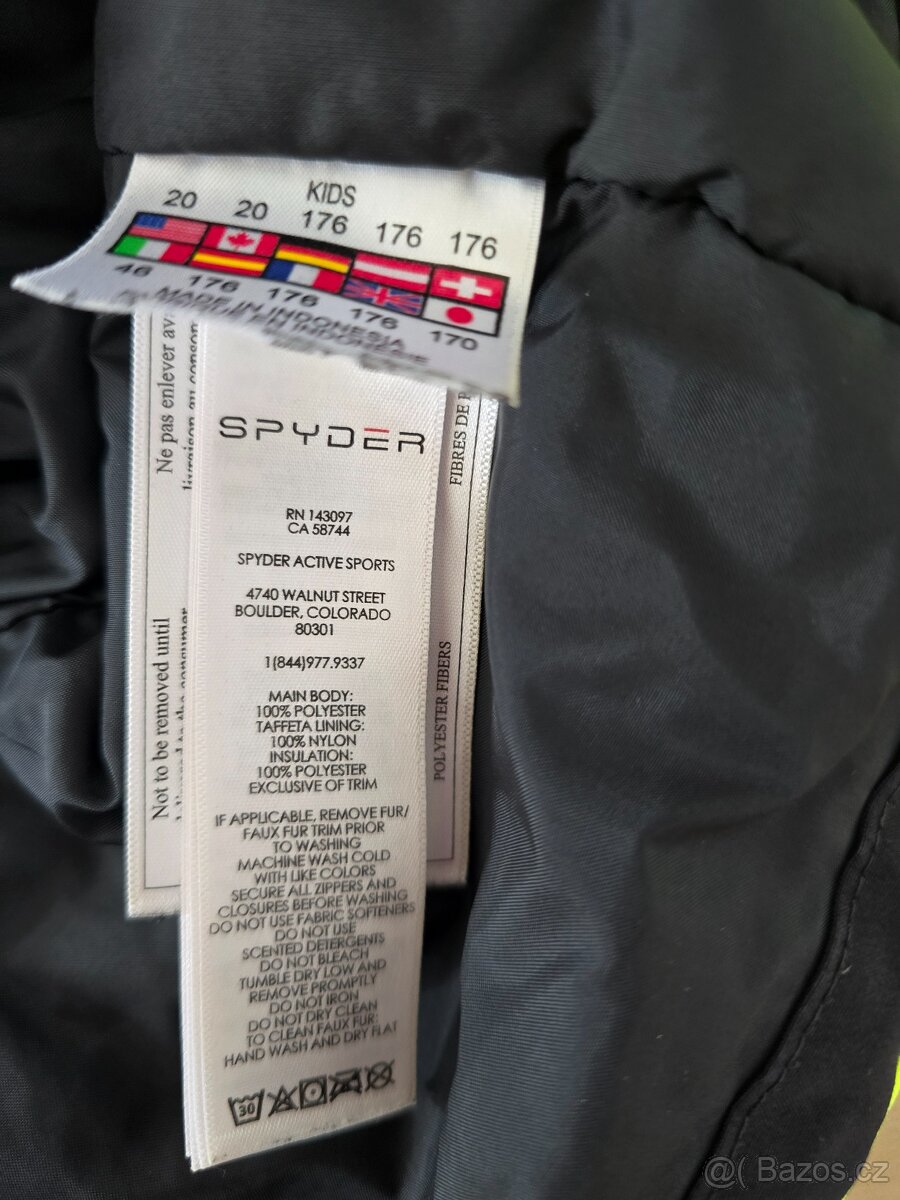 KIDS
20 20 176 176 176
46 176 176 176 170
MADE IN INDONESIA
Ne pas enlever av
Not to be removed until
FIBRES DE P
POLYESTER FIBERS
SPYDER
RN 143097
CA 58744
SPYDER ACTIVE SPORTS
4740 WALNUT STREET
BOULDER, COLORADO
80301
1(844)977.9337
MAIN BODY:
100% POLYESTER
TAFFETA LINING:
100% NYLON
INSULATION:
100% POLYESTER
EXCLUSIVE OF TRIM
IF APPLICABLE, REMOVE FUR/
FAUX FUR TRIM PRIOR
TO WASHING
MACHINE WASH COLD
WITH LIKE COLORS
SECURE ALL ZIPPERS AND
CLOSURES BEFORE WASHING
DO NOT USE FABRIC SOFTENERS
DO NOT USE
SCENTED DETERGENTS
DO NOT BLEACH
TUMBLE DRY LOW AND
REMOVE PROMPTLY
DO NOT IRON
DO NOT DRY CLEAN
TO CLEAN FAUX FUR:
HAND WASH AND DRY FLAT
30
@( Bazos.cz